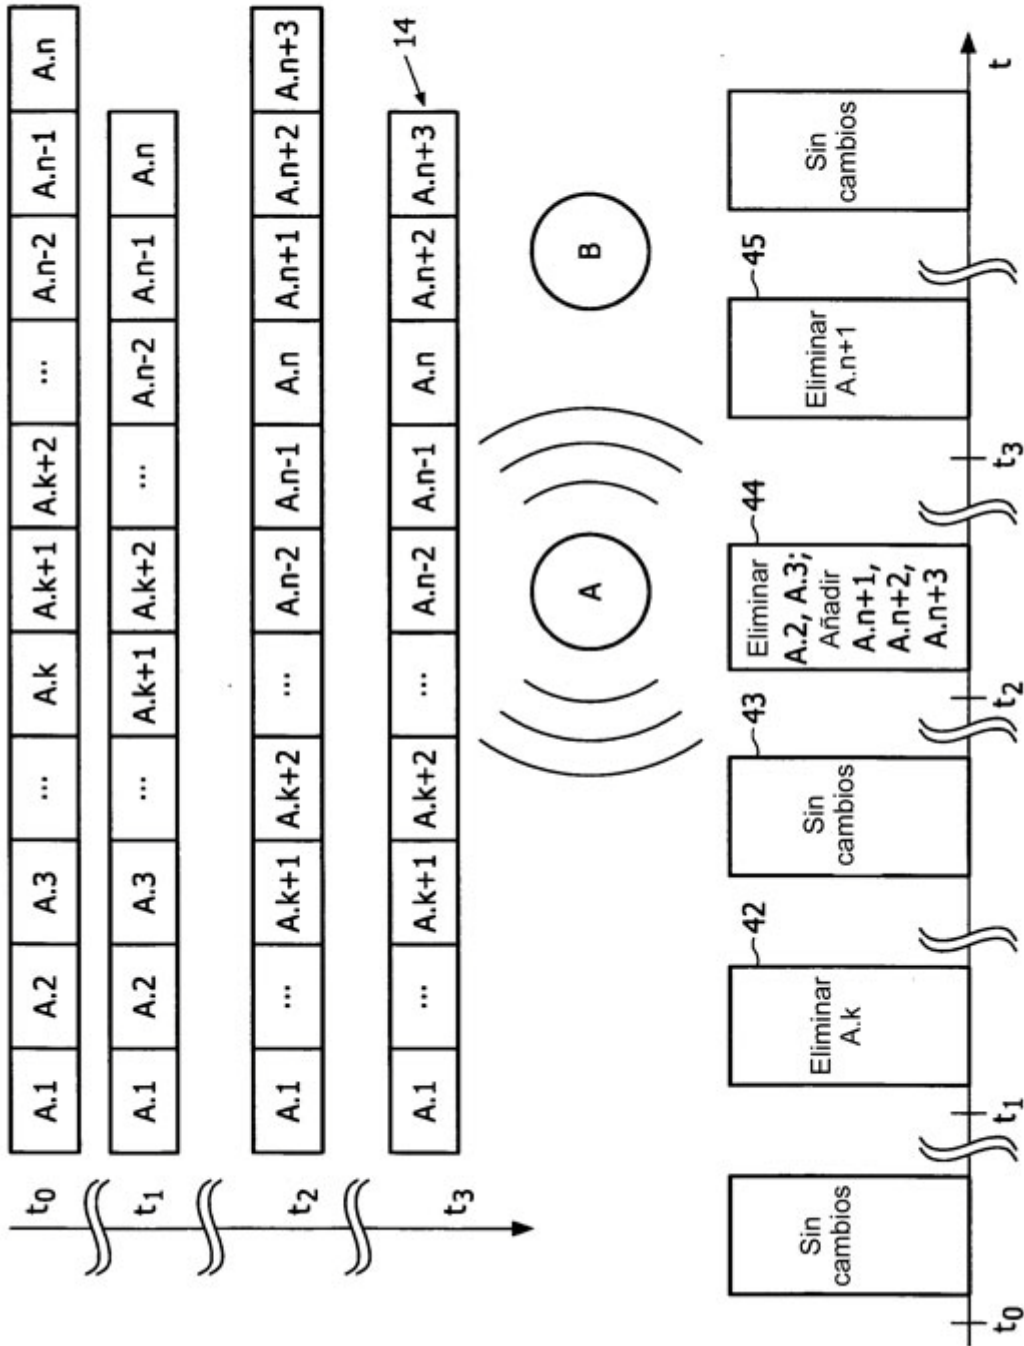 t0 A.1 A.2 A.3 ... A.k A.k+1 A.k+2 ... A.n-2 A.n-1 A.n
t1 A.1 A.2 A.3 ... A.k+1 A.k+2 ... A.n-2 A.n-1 A.n
t2 A.1 ... A.k+1 A.k+2 ... A.n-2 A.n-1 A.n A.n+1 A.n+2 A.n+3
t3 A.1 ... A.k+1 A.k+2 ... A.n-2 A.n-1 A.n A.n+2 A.n+3
14
A
B
Sin
cambios
42
Eliminar
A.k
43
Sin
cambios
44
Eliminar
A.2, A.3;
Añadir
A.n+1,
A.n+2,
A.n+3
45
Eliminar
A.n+1
Sin
cambios
t0 t1 t2 t3 t